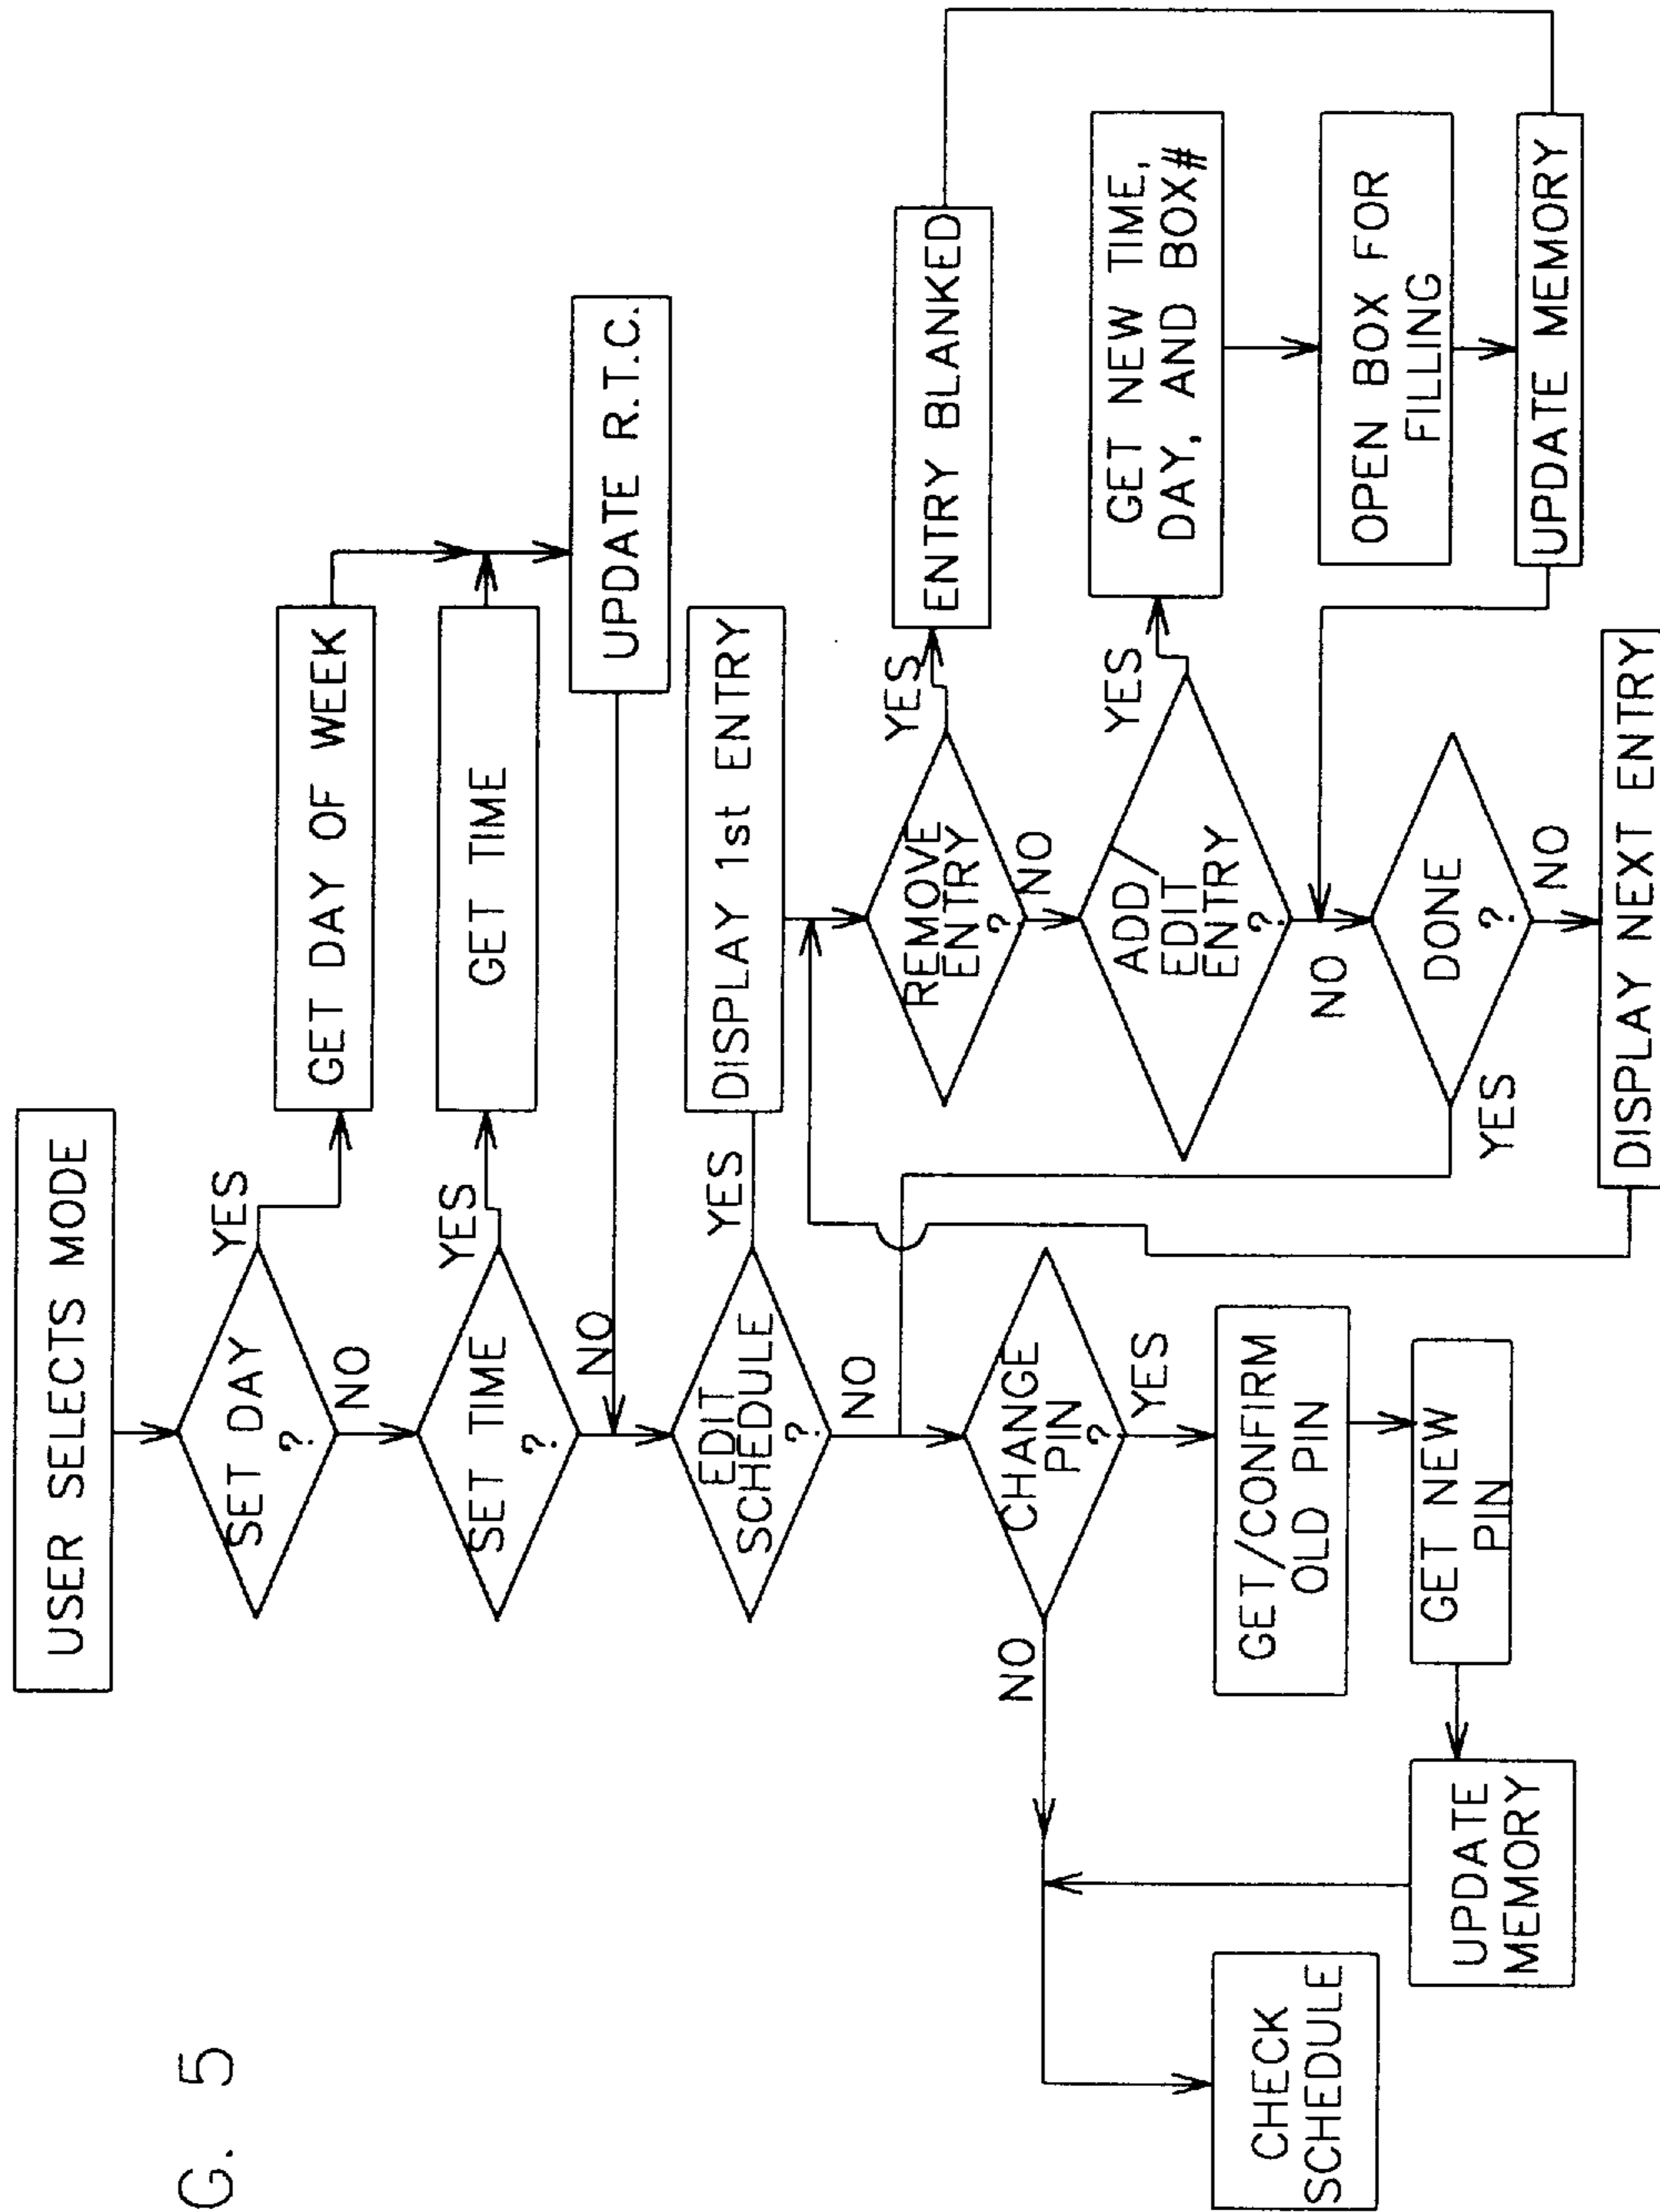 G. 5
USER SELECTS MODE
SET DAY
?
YES
NO
GET DAY OF WEEK
SET TIME
?
YES
NO
GET TIME
UPDATE R.T.C.
EDIT
SCHEDULE
?
YES
NO
DISPLAY 1st ENTRY
REMOVE
ENTRY
?
YES
NO
ENTRY BLANKED
ADD/
EDIT
ENTRY
?
YES
NO
GET NEW TIME,
DAY, AND BOX#
OPEN BOX FOR
FILLING
UPDATE MEMORY
DONE
?
YES
NO
DISPLAY NEXT ENTRY
CHANGE
PIN
?
NO
YES
GET/CONFIRM
OLD PIN
GET NEW
PIN
UPDATE
MEMORY
CHECK
SCHEDULE